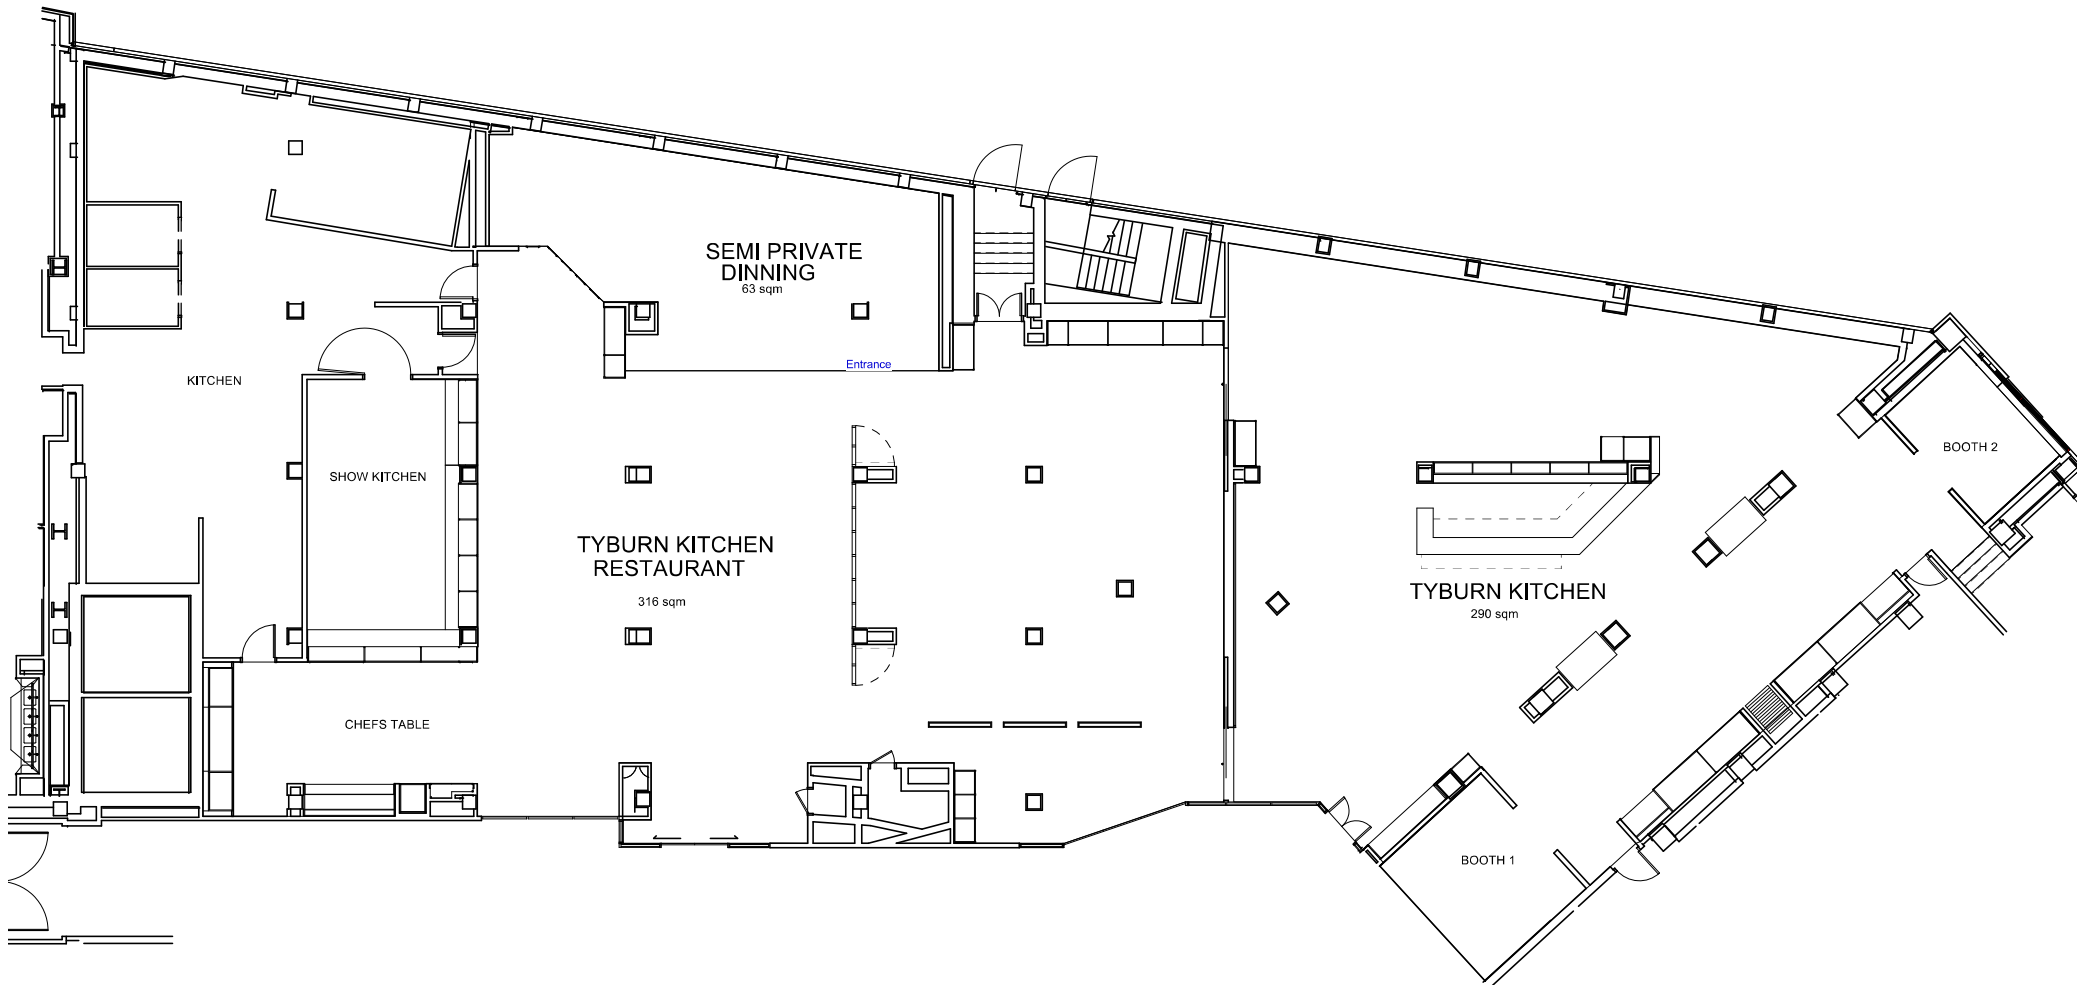 SEMI PRIVATE
DINNING
63 sqm
Entrance
KITCHEN
SHOW KITCHEN
BOOTH 2
TYBURN KITCHEN
RESTAURANT
316 sqm
TYBURN KITCHEN
290 sqm
CHEFS TABLE
BOOTH 1